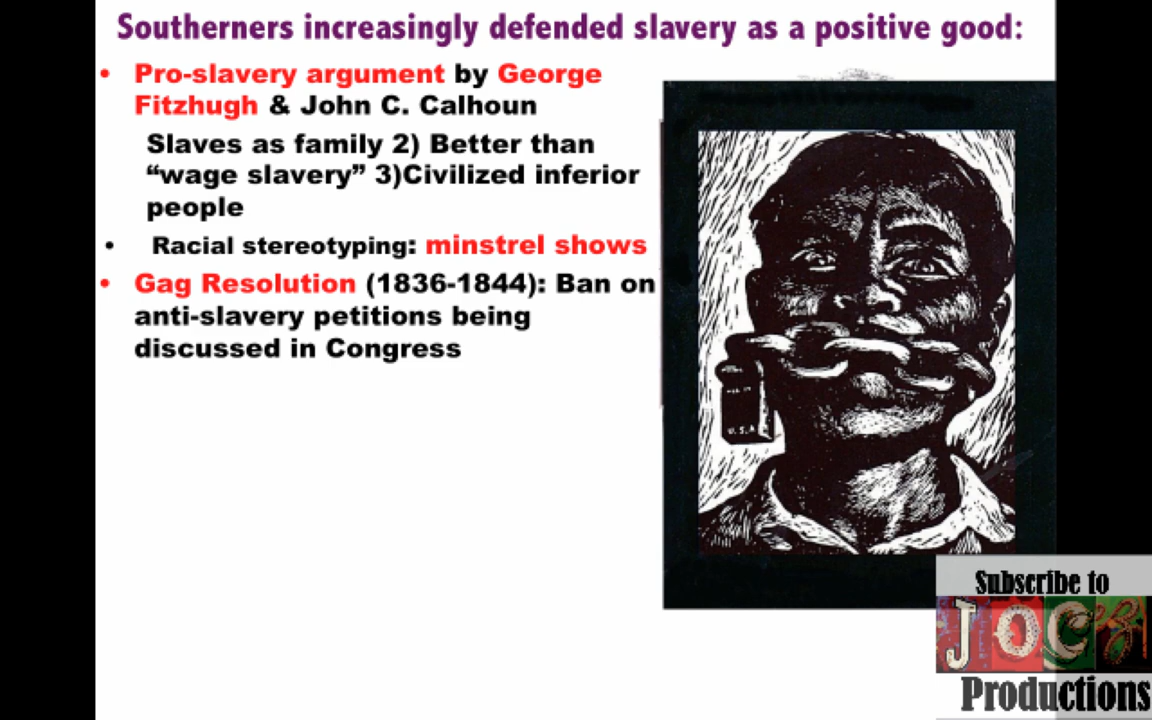 Southerners increasingly defended slavery as a positive good:
• Pro-slavery argument by George
Fitzhugh & John C. Calhoun
Slaves as family 2) Better than
“wage slavery” 3)Civilized inferior
people
• Racial stereotyping: minstrel shows
• Gag Resolution (1836-1844): Ban on
anti-slavery petitions being
discussed in Congress
U.S.A
Subscribe to
JOCZ
Productions